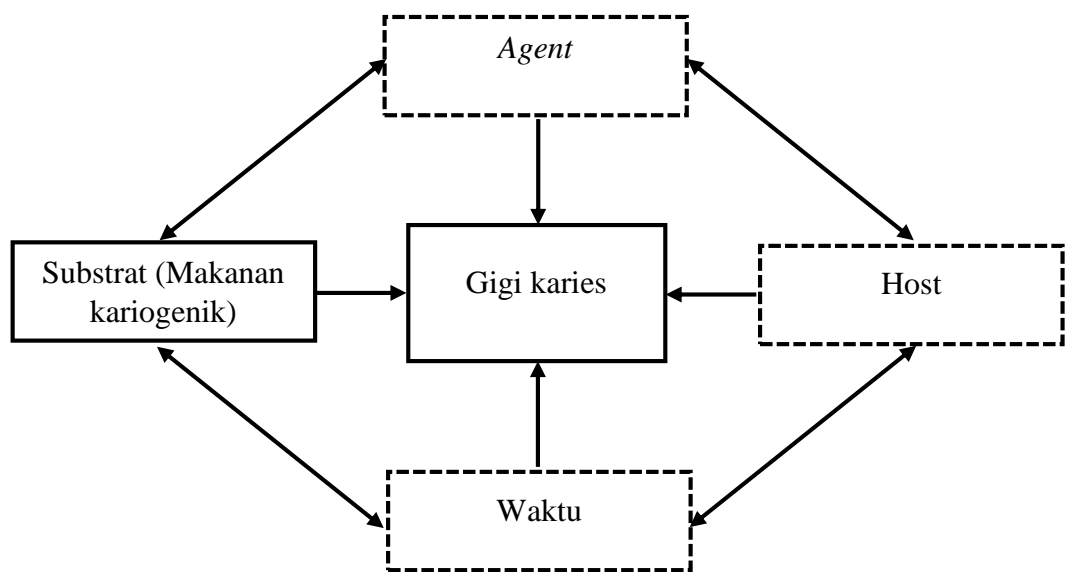 Agent
Substrat (Makanan
kariogenik)
Gigi karies
Host
Waktu